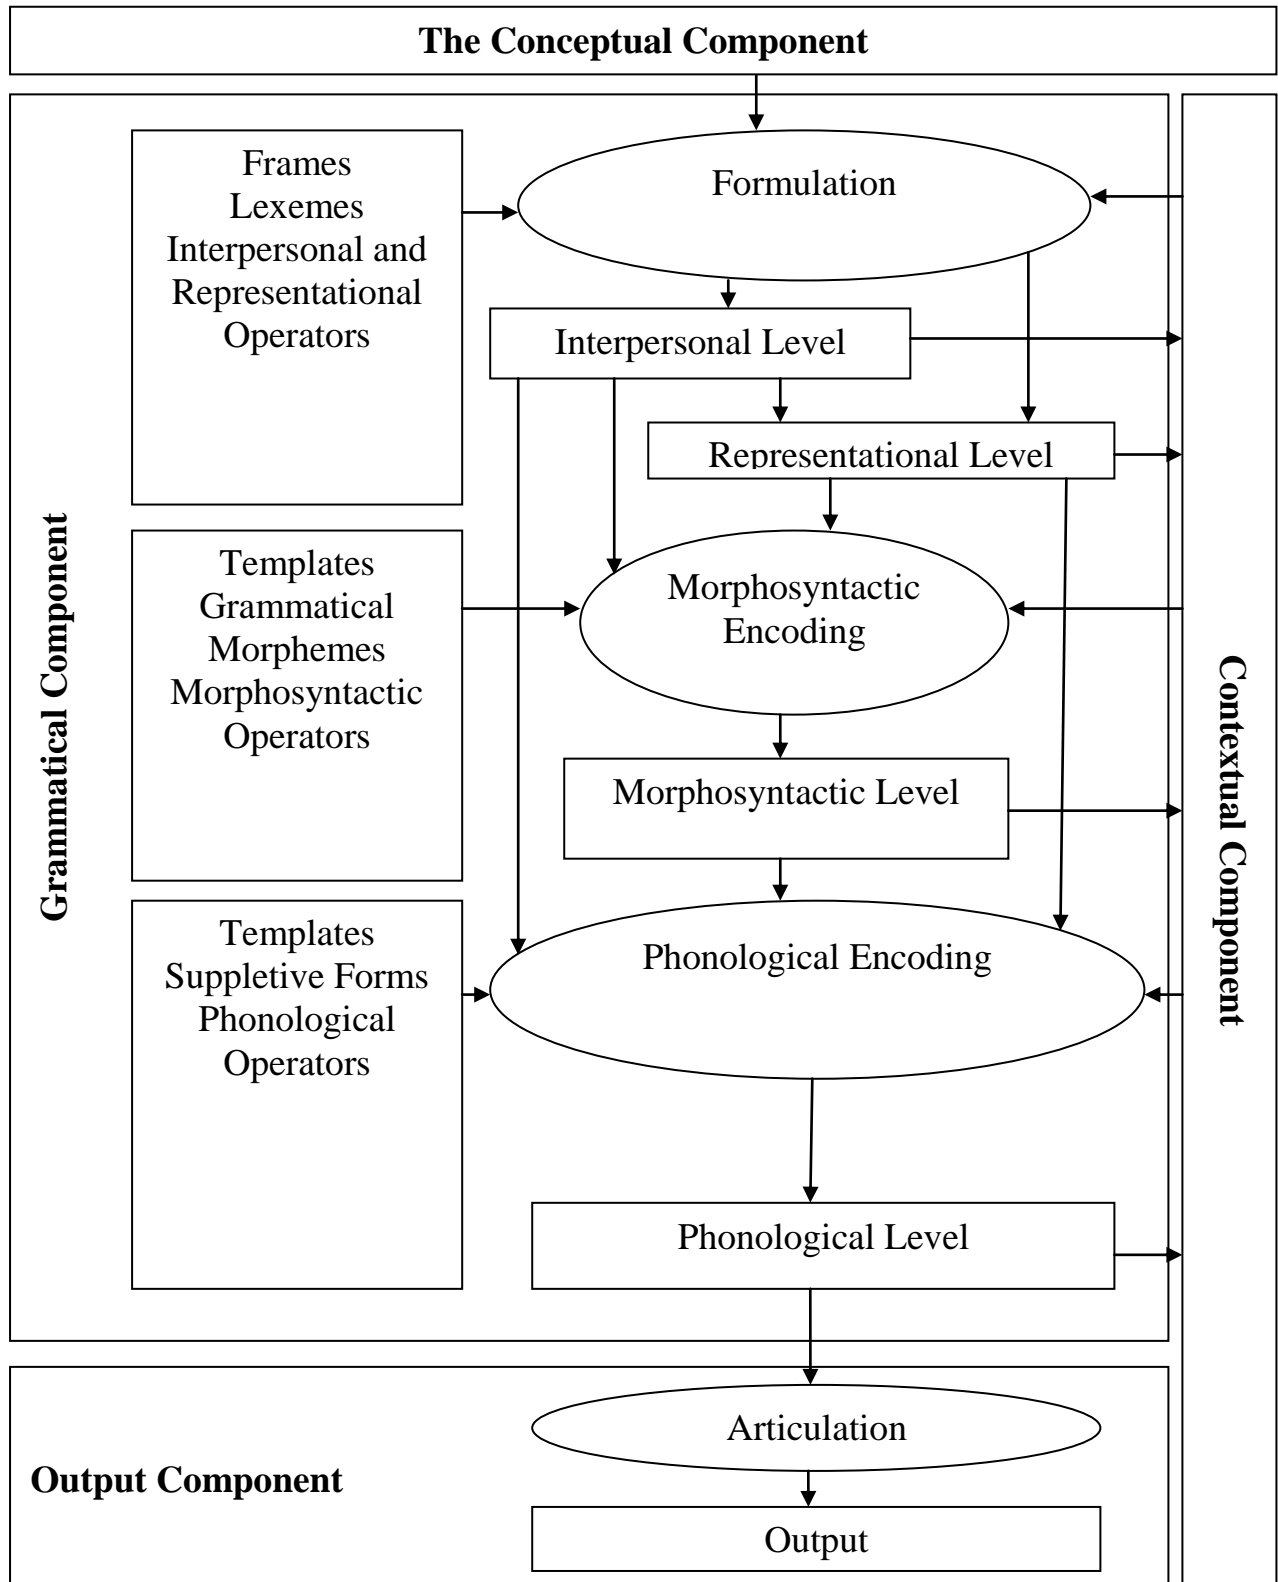 The Conceptual Component
Grammatical Component
Frames
Lexemes
Interpersonal and
Representational
Operators
Formulation
Interpersonal Level
Representational Level
Templates
Grammatical
Morphemes
Morphosyntactic
Operators
Morphosyntactic
Encoding
Morphosyntactic Level
Templates
Suppletive Forms
Phonological
Operators
Phonological Encoding
Phonological Level
Contextual Component
Output Component
Articulation
Output